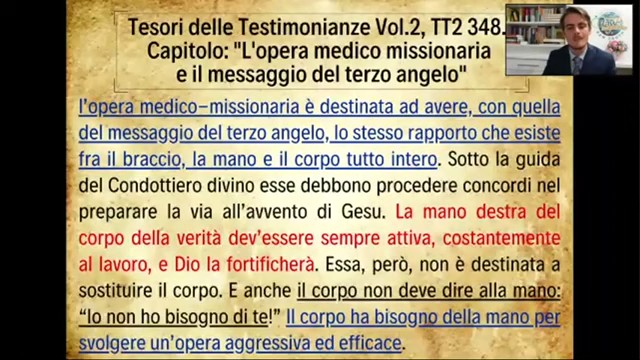 Tesori delle Testimonianze Vol.2, TT2 348.
Capitolo: "L'opera medico missionaria
e il messaggio del terzo angelo"
l'opera medico–missionaria è destinata ad avere, con quella
del messaggio del terzo angelo, lo stesso rapporto che esiste
fra il braccio, la mano e il corpo tutto intero. Sotto la guida
del Condottiero divino esse debbono procedere concordi nel
preparare la via all'avvento di Gesu. La mano destra del
corpo della verità dev'essere sempre attiva, costantemente
al lavoro, e Dio la fortificherà. Essa, però, non è destinata a
sostituire il corpo. E anche il corpo non deve dire alla mano:
"Io non ho bisogno di te!" Il corpo ha bisogno della mano per
svolgere un'opera aggressiva ed efficace.